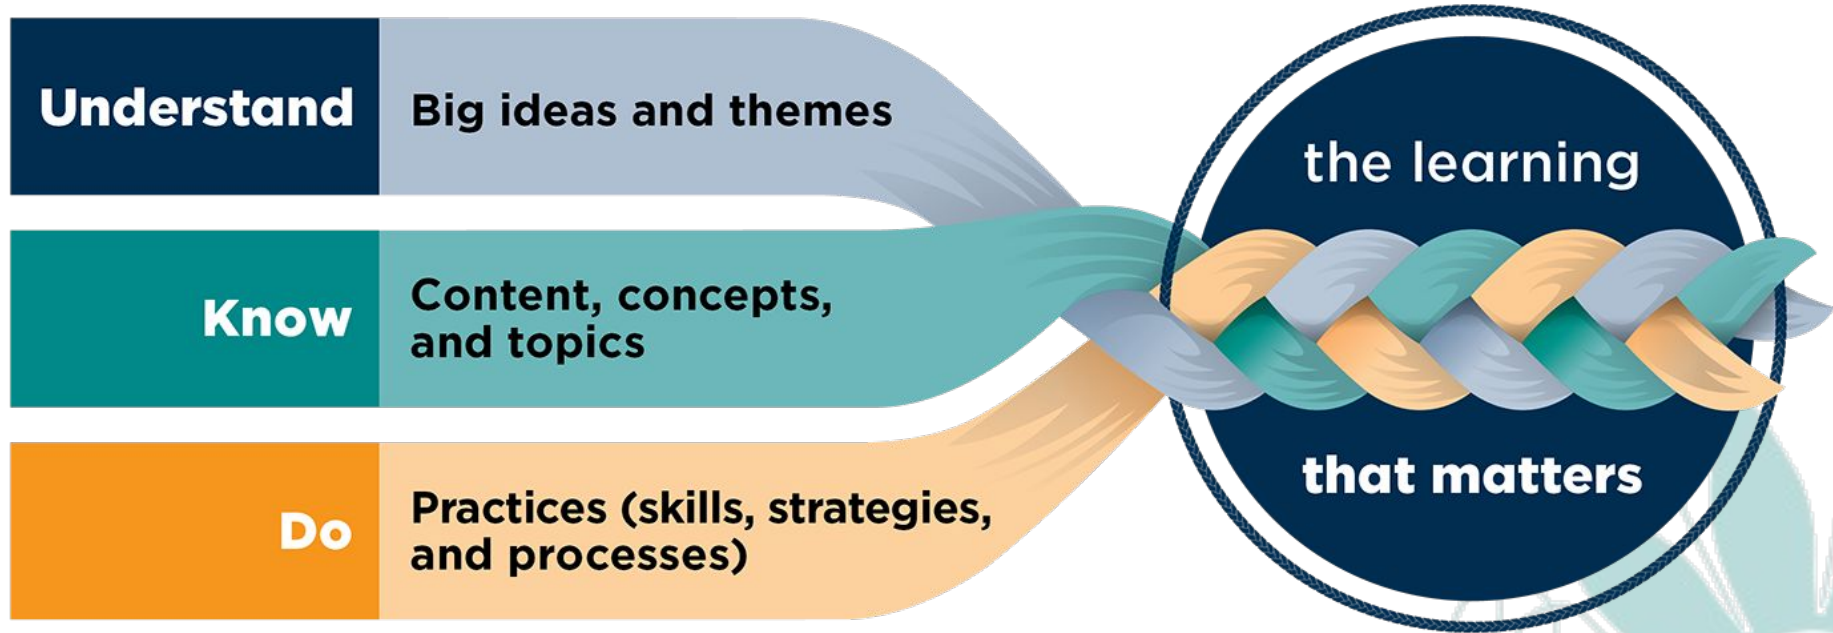 Understand
Big ideas and themes
Know
Content, concepts,
and topics
Do
Practices (skills, strategies,
and processes)
the learning
that matters